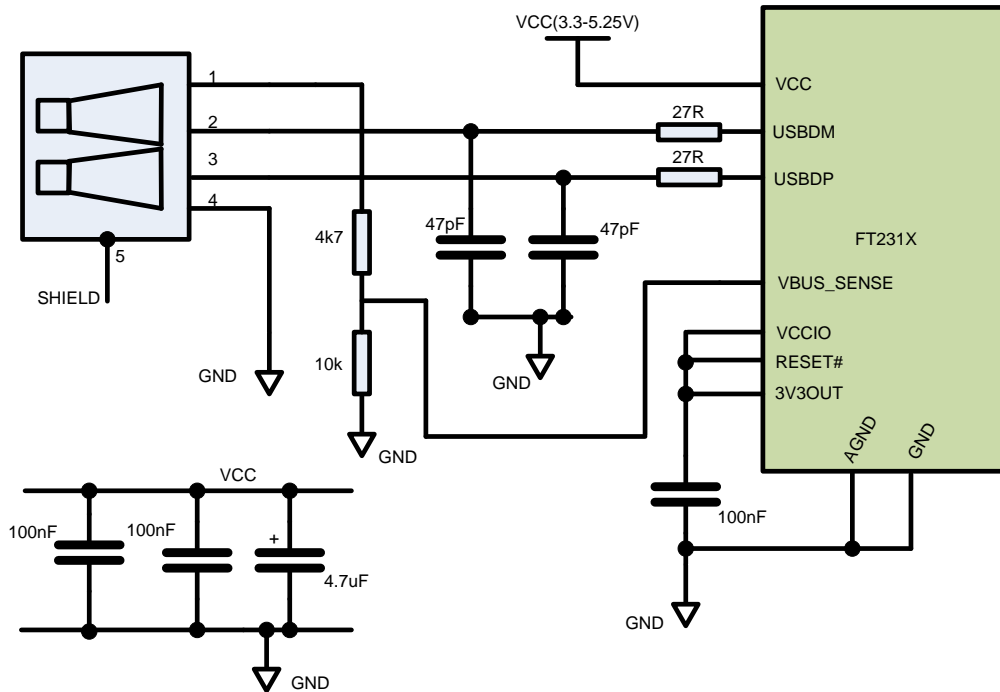 VCC(3.3-5.25V)
1
2
3
4
5
SHIELD
GND
27R
27R
47pF
47pF
4k7
10k
GND
GND
VCC
USBDM
USBDP
FT231X
VBUS_SENSE
VCCIO
RESET#
3V3OUT
AGND
GND
100nF
GND
VCC
100nF
100nF
+
4.7uF
GND